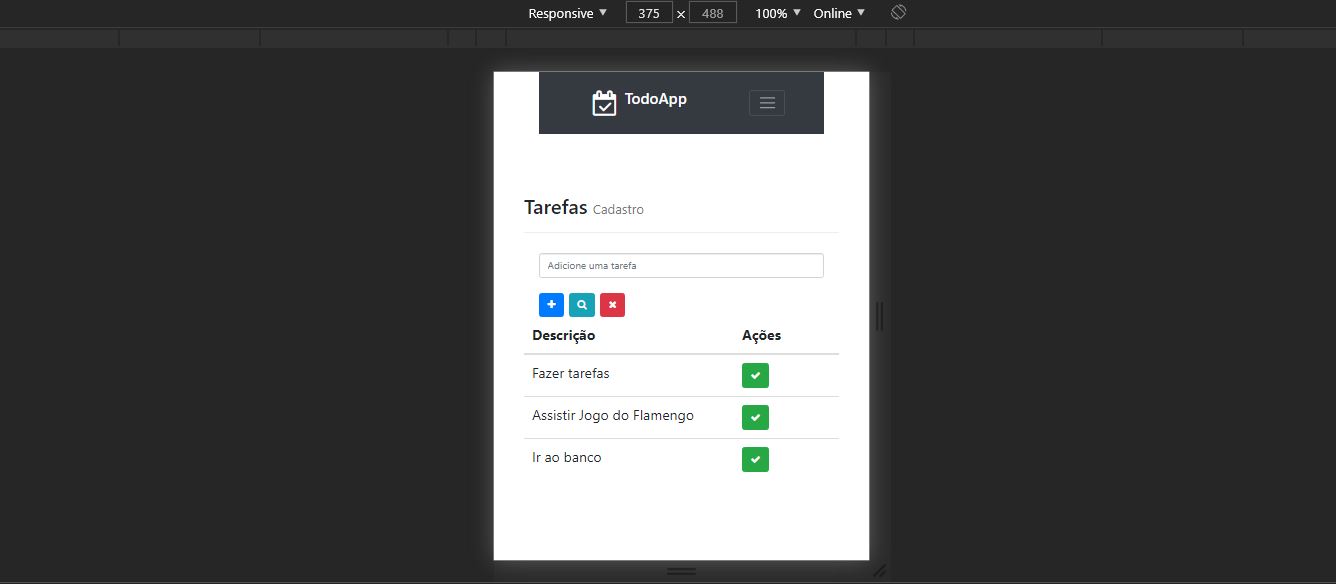 Responsive ▼ 375 × 488 100% ▼ Online ▼
TodoApp
Tarefas Cadastro
Adicione uma tarefa
Descrição Ações
Fazer tarefas
Assistir Jogo do Flamengo
Ir ao banco